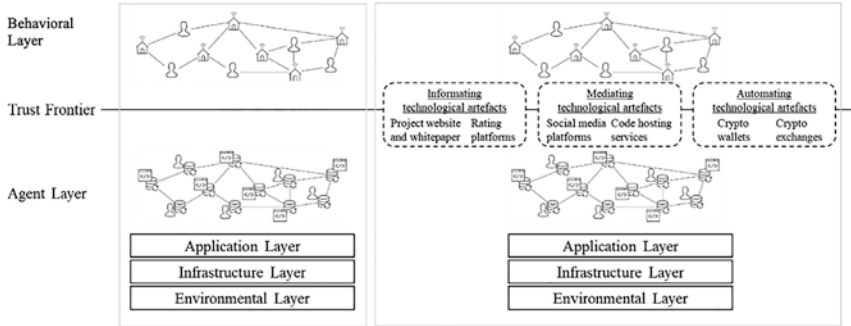 Behavioral
Layer
Trust Frontier
Informating
technological artefacts
Project website Rating
and whitepaper platforms
Mediating
technological artefacts
Social media Code hosting
platforms services
Automating
technological artefacts
Crypto Crypto
wallets exchanges
Agent Layer
Application Layer
Infrastructure Layer
Environmental Layer
Application Layer
Infrastructure Layer
Environmental Layer